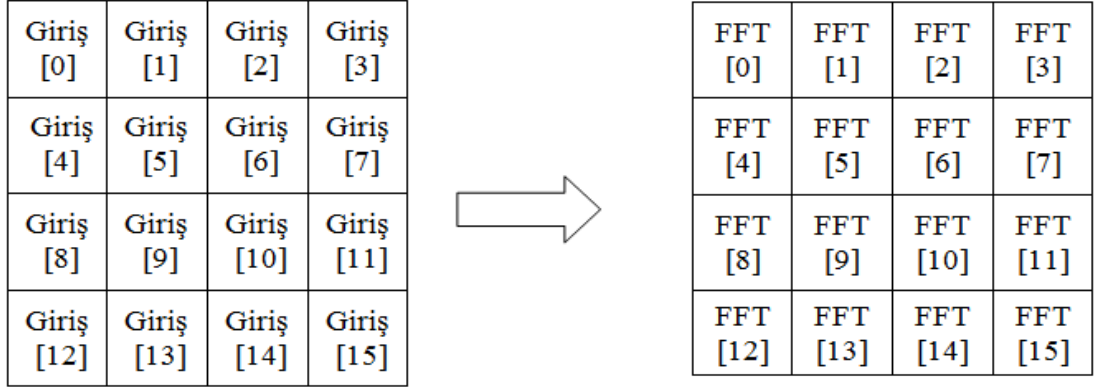 Giriş Giriş Giriş Giriş
[0] [1] [2] [3]
Giriş Giriş Giriş Giriş
[4] [5] [6] [7]
Giriş Giriş Giriş Giriş
[8] [9] [10] [11]
Giriş Giriş Giriş Giriş
[12] [13] [14] [15]
FFT FFT FFT FFT
[0] [1] [2] [3]
FFT FFT FFT FFT
[4] [5] [6] [7]
FFT FFT FFT FFT
[8] [9] [10] [11]
FFT FFT FFT FFT
[12] [13] [14] [15]